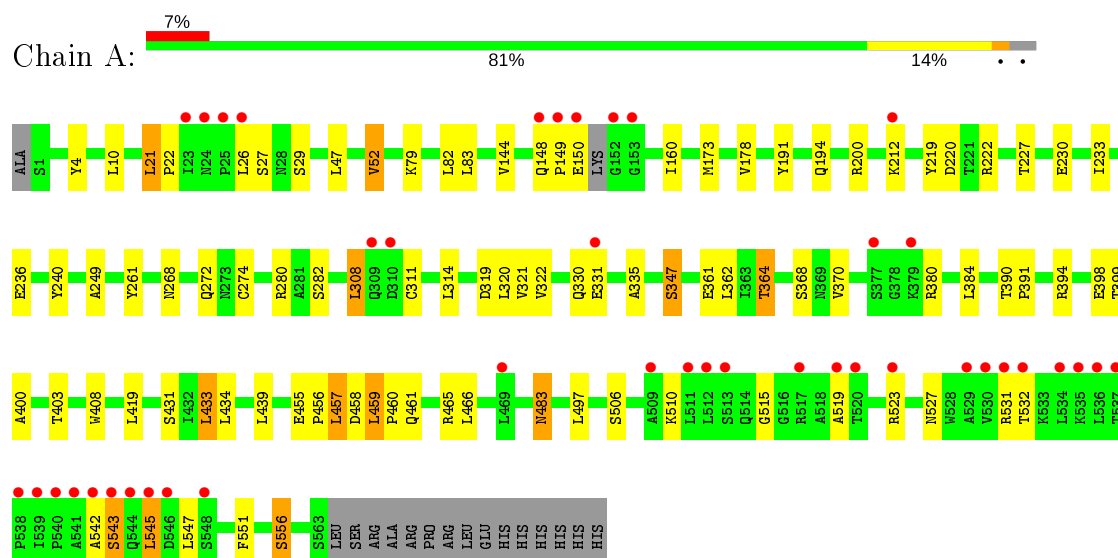 7%
Chain A:
81% 14% • •
ALA S1 Y4 L10 L21 P22 I23 N24 P25 L26 S27 N28 S29 L47 V52 K79 L82 L83 V144 Q148 P149 E150 LYS G152 G153 I160 M173 V178 Y191 Q194 R200 K212 Y219 D220 T221 R222 T227 E230 I233
E236 Y240 A249 Y261 N268 Q272 N273 C274 R280 A281 S282 L308 Q309 D310 C311 L314 D319 L320 V321 V322 Q330 E331 A335 S347 E361 L362 I363 T364 S368 N369 V370 S377 G378 K379 R380 L384 T390 P391 R394 E398 T399
A400 T403 W408 L419 S431 I432 L433 L434 L439 E455 P456 L457 D458 L459 P460 Q461 R465 L466 L469 N483 L497 S506 A509 K510 L511 L512 S513 Q514 G515 G516 R517 A518 A519 T520 R523 N527 W528 A529 V530 R531 T532 K533 L534 K535 L536 T537
P538 I539 P540 A541 A542 S543 Q544 L545 D546 L547 S548 F551 S556 S563 LEU SER ARG ALA ARG PRO ARG LEU GLU HIS HIS HIS HIS HIS HIS